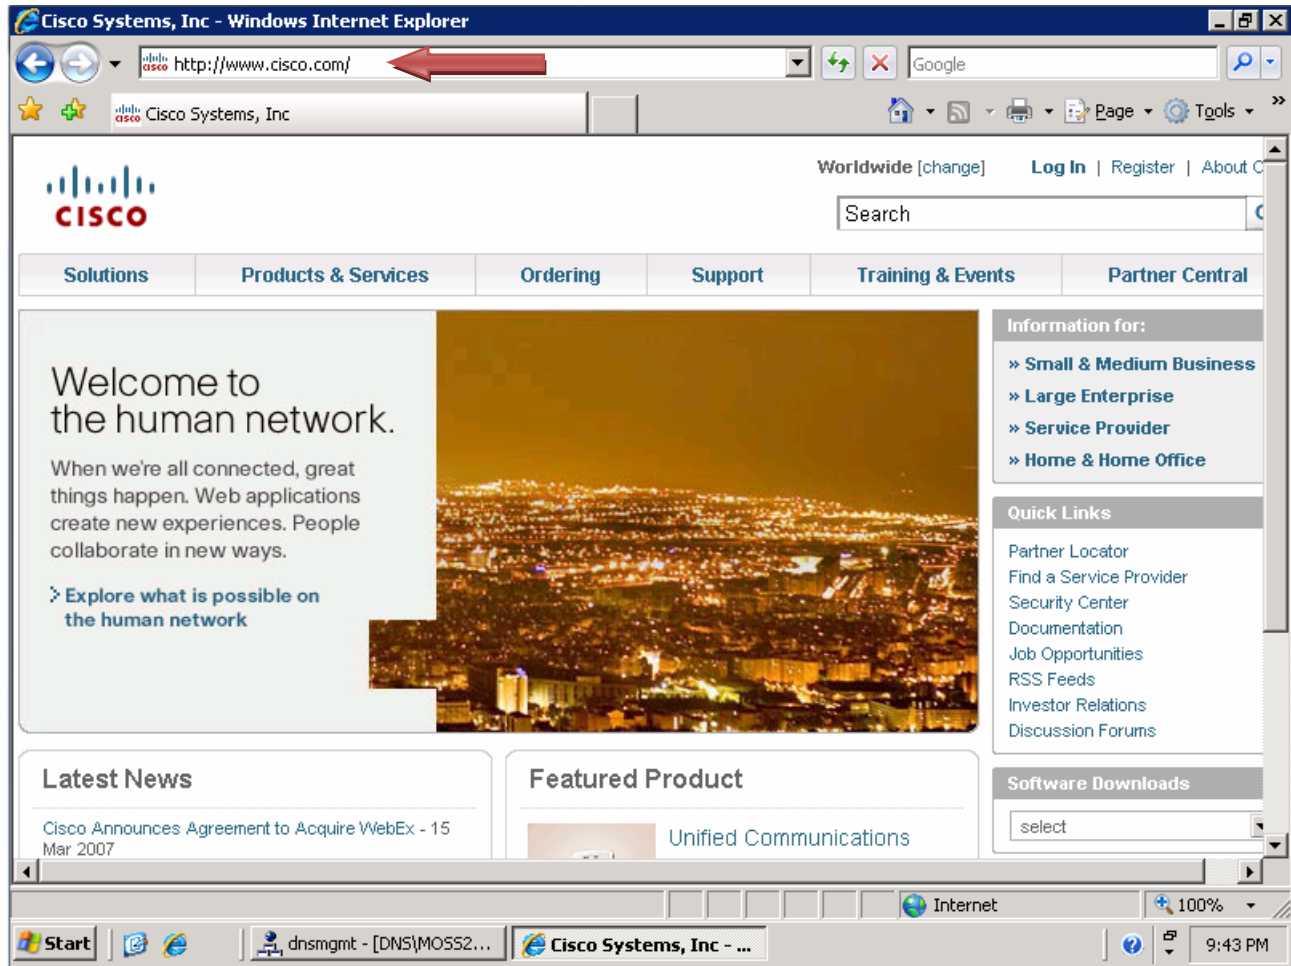 Cisco Systems, Inc - Windows Internet Explorer
http://www.cisco.com/
Google
Cisco Systems, Inc
Page
Tools
»
Worldwide [change]
Log In | Register | About C
CISCO
Search
Solutions
Products & Services
Ordering
Support
Training & Events
Partner Central
Welcome to
the human network.
When we're all connected, great
things happen. Web applications
create new experiences. People
collaborate in new ways.
Explore what is possible on
the human network
Information for:
» Small & Medium Business
» Large Enterprise
» Service Provider
» Home & Home Office
Quick Links
Partner Locator
Find a Service Provider
Security Center
Documentation
Job Opportunities
RSS Feeds
Investor Relations
Discussion Forums
Latest News
Cisco Announces Agreement to Acquire WebEx - 15
Mar 2007
Featured Product
Unified Communications
Software Downloads
select
Internet
100%
Start
dnsmgmt - [DNS\MOSS2...
Cisco Systems, Inc - ...
9:43 PM